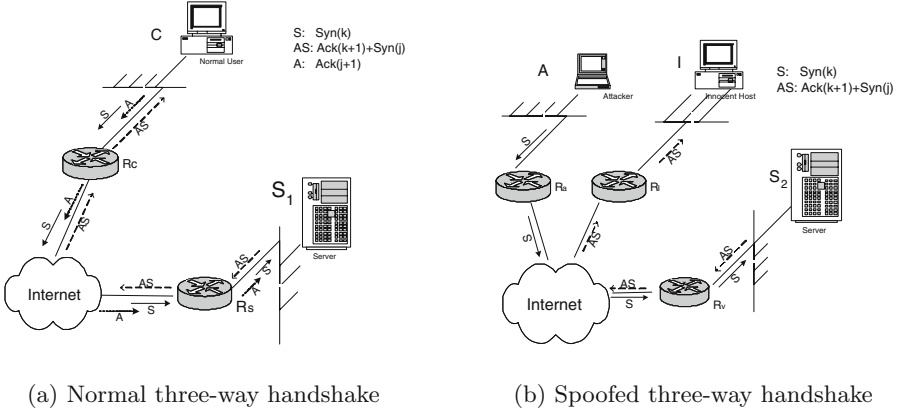 C
Normal User
S: Syn(k)
AS: Ack(k+1)+Syn(j)
A: Ack(j+1)
A
S
AS
Rc
A
S
AS
S1
Server
AS
S
A
Rs
Internet
AS
S
A
(a) Normal three-way handshake
A
Attacker
I
Innocent Host
S: Syn(k)
AS: Ack(k+1)+Syn(j)
S
AS
Ra
Ri
S
AS
S2
Server
AS
S
Internet
AS
S
Rv
(b) Spoofed three-way handshake